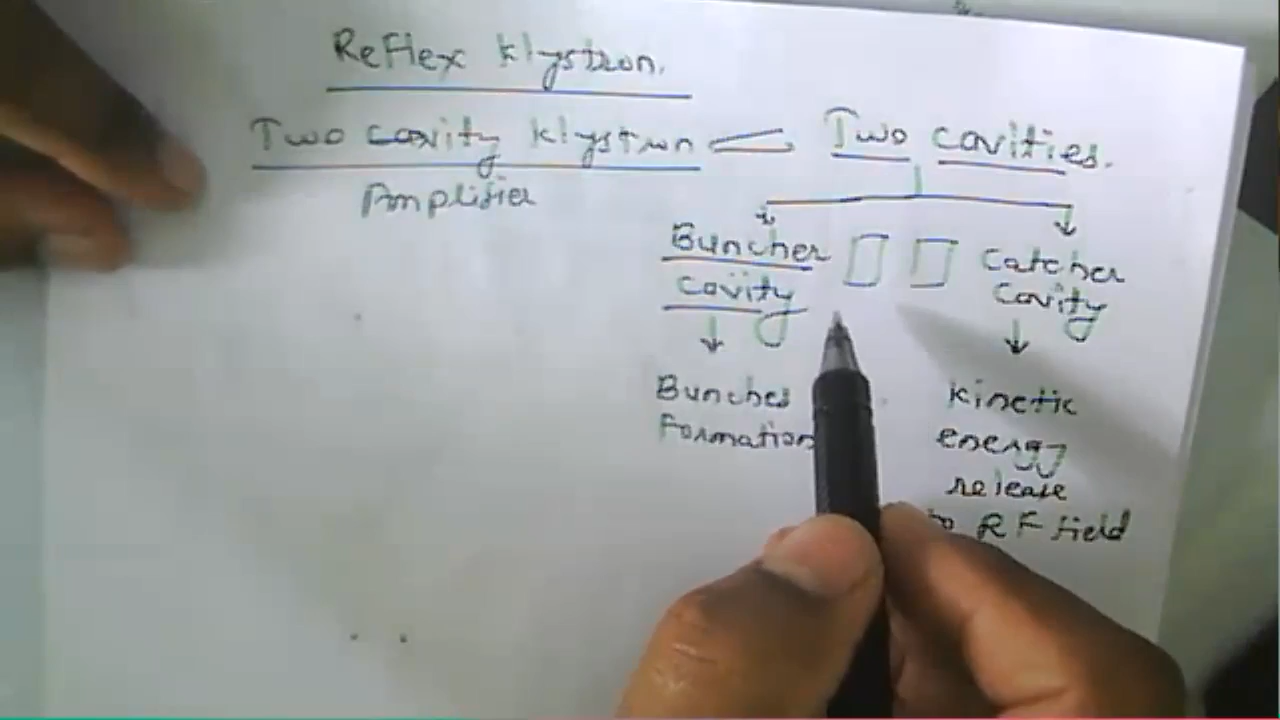 Reflex klystron.
Two cavity klystron
Amplifier
Two cavities.
Buncher
cavity
Bunches
Formation
Catcher
cavity
kinetic
energy
release
to RF field